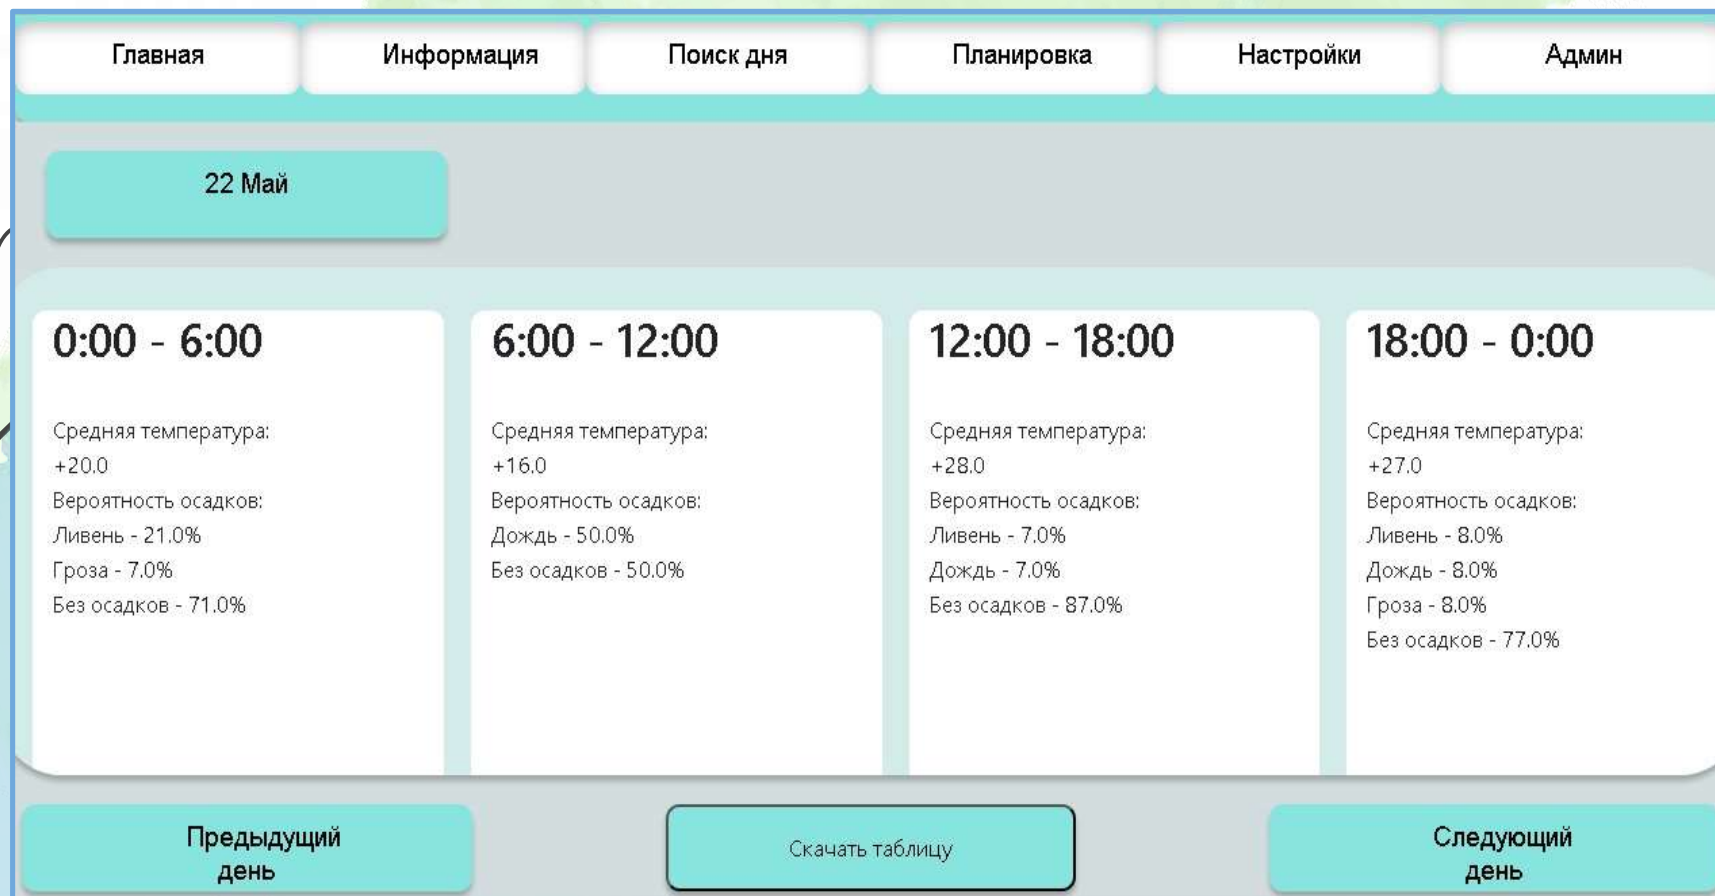 Главная
Информация
Поиск дня
Планировка
Настройки
Админ
22 Май
0:00 - 6:00
Средняя температура:
+20.0
Вероятность осадков:
Ливень - 21.0%
Гроза - 7.0%
Без осадков - 71.0%
6:00 - 12:00
Средняя температура:
+16.0
Вероятность осадков:
Дождь - 50.0%
Без осадков - 50.0%
12:00 - 18:00
Средняя температура:
+28.0
Вероятность осадков:
Ливень - 7.0%
Дождь - 7.0%
Без осадков - 87.0%
18:00 - 0:00
Средняя температура:
+27.0
Вероятность осадков:
Ливень - 8.0%
Дождь - 8.0%
Гроза - 8.0%
Без осадков - 77.0%
Предыдущий
день
Скачать таблицу
Следующий
день